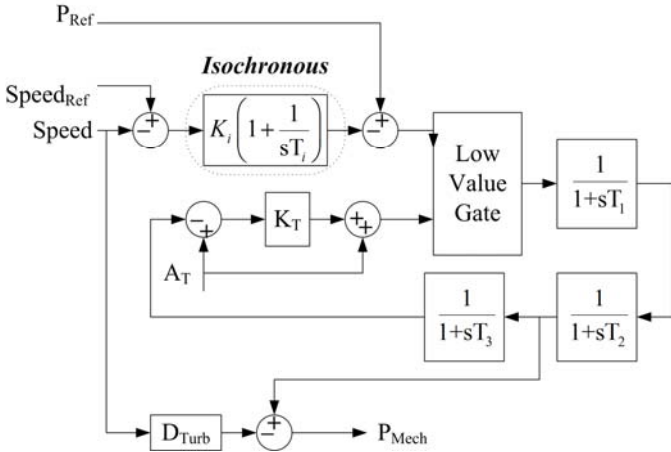 P_Ref
Isochronous
Speed_Ref
Speed
− +
K_i(1 + 1/(sT_i))
− +
Low
Value
Gate
1/(1+sT_1)
− +
K_T
+ +
A_T
1/(1+sT_3)
1/(1+sT_2)
D_Turb
− +
P_Mech